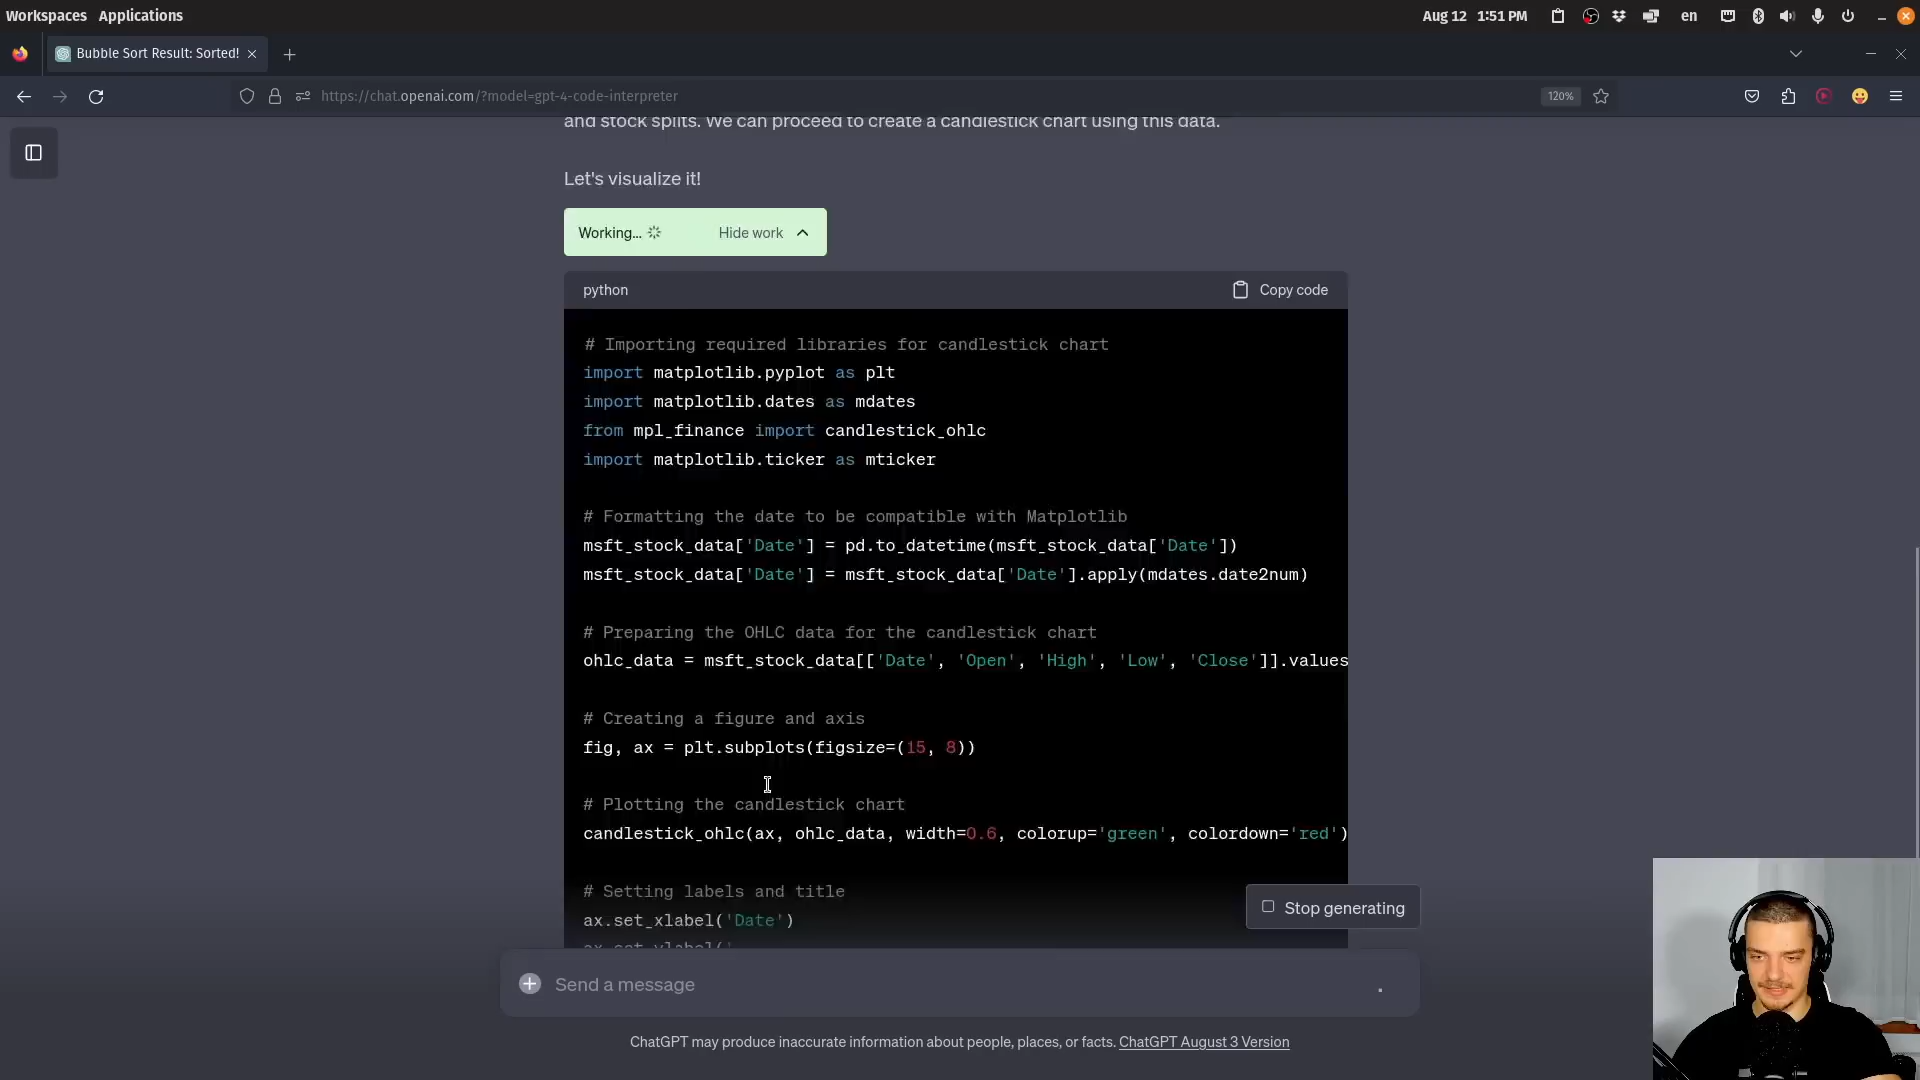 Workspaces Applications
Aug 12 1:51 PM
en
Bubble Sort Result: Sorted!
https://chat.openai.com/?model=gpt-4-code-interpreter
120%
and stock splits. We can proceed to create a candlestick chart using this data.
Let's visualize it!
Working... Hide work
python Copy code
# Importing required libraries for candlestick chart
import matplotlib.pyplot as plt
import matplotlib.dates as mdates
from mpl_finance import candlestick_ohlc
import matplotlib.ticker as mticker
# Formatting the date to be compatible with Matplotlib
msft_stock_data['Date'] = pd.to_datetime(msft_stock_data['Date'])
msft_stock_data['Date'] = msft_stock_data['Date'].apply(mdates.date2num)
# Preparing the OHLC data for the candlestick chart
ohlc_data = msft_stock_data[['Date', 'Open', 'High', 'Low', 'Close']].values
# Creating a figure and axis
fig, ax = plt.subplots(figsize=(15, 8))
# Plotting the candlestick chart
candlestick_ohlc(ax, ohlc_data, width=0.6, colorup='green', colordown='red')
# Setting labels and title
ax.set_xlabel('Date')
ax.set_ylabel('
Stop generating
Send a message
ChatGPT may produce inaccurate information about people, places, or facts. ChatGPT August 3 Version